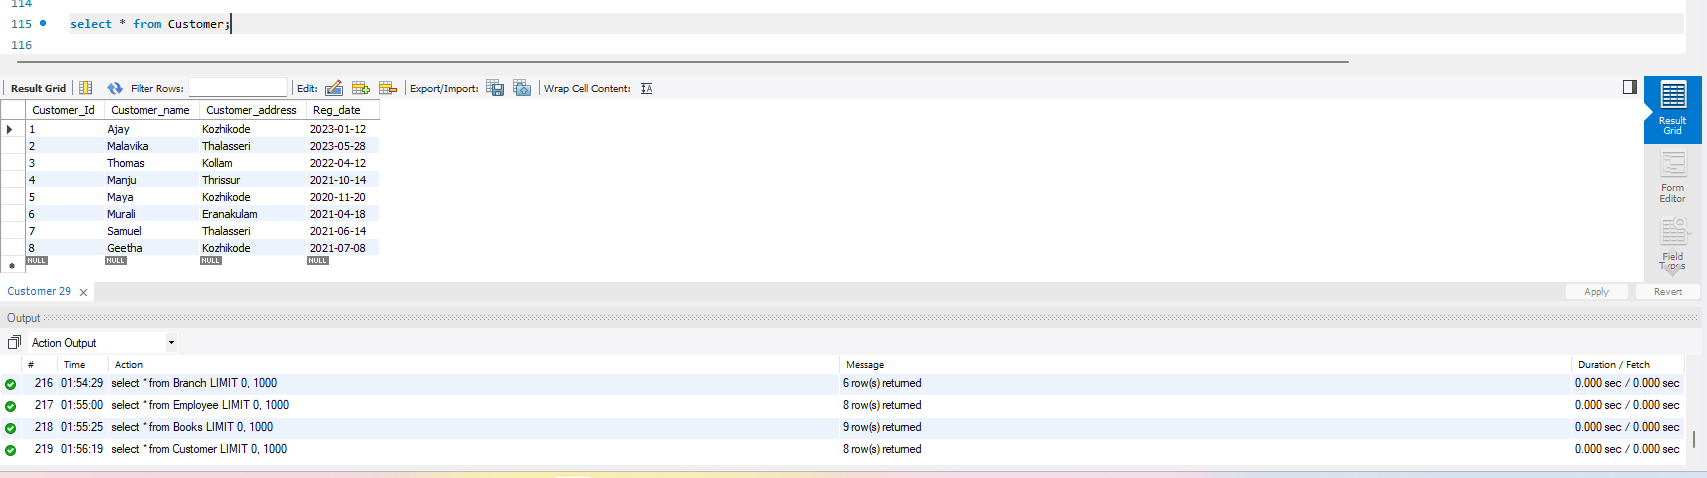 114
115 select * from Customer;
116
Result Grid Filter Rows: Edit: Export/Import: Wrap Cell Content: IA
Customer_Id Customer_name Customer_address Reg_date
1 Ajay Kozhikode 2023-01-12
2 Malavika Thalasseri 2023-05-28
3 Thomas Kollam 2022-04-12
4 Manju Thrissur 2021-10-14
5 Maya Kozhikode 2020-11-20
6 Murali Eranakulam 2021-04-18
7 Samuel Thalasseri 2021-06-14
8 Geetha Kozhikode 2021-07-08
NULL NULL NULL NULL
Result
Grid
Form
Editor
Field
Types
Customer 29 Apply Revert
Output
Action Output
# Time Action Message Duration / Fetch
216 01:54:29 select * from Branch LIMIT 0, 1000 6 row(s) returned 0.000 sec / 0.000 sec
217 01:55:00 select * from Employee LIMIT 0, 1000 8 row(s) returned 0.000 sec / 0.000 sec
218 01:55:25 select * from Books LIMIT 0, 1000 9 row(s) returned 0.000 sec / 0.000 sec
219 01:56:19 select * from Customer LIMIT 0, 1000 8 row(s) returned 0.000 sec / 0.000 sec